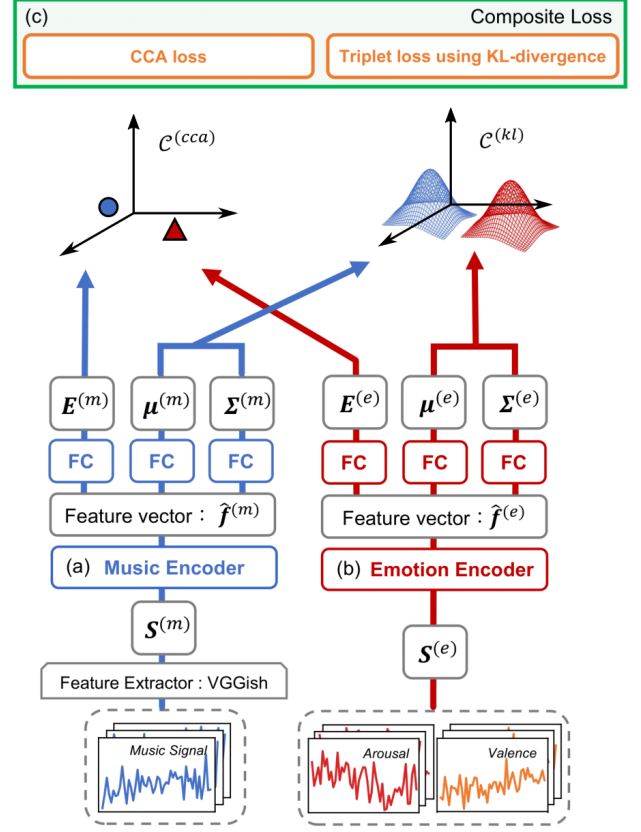 (c) Composite Loss
CCA loss Triplet loss using KL-divergence
𝒞^(cca) 𝒞^(kl)
E^(m) μ^(m) Σ^(m) E^(e) μ^(e) Σ^(e)
FC FC FC FC FC FC
Feature vector : f̂^(m) Feature vector : f̂^(e)
(a) Music Encoder (b) Emotion Encoder
S^(m) S^(e)
Feature Extractor : VGGish
Music Signal Arousal Valence